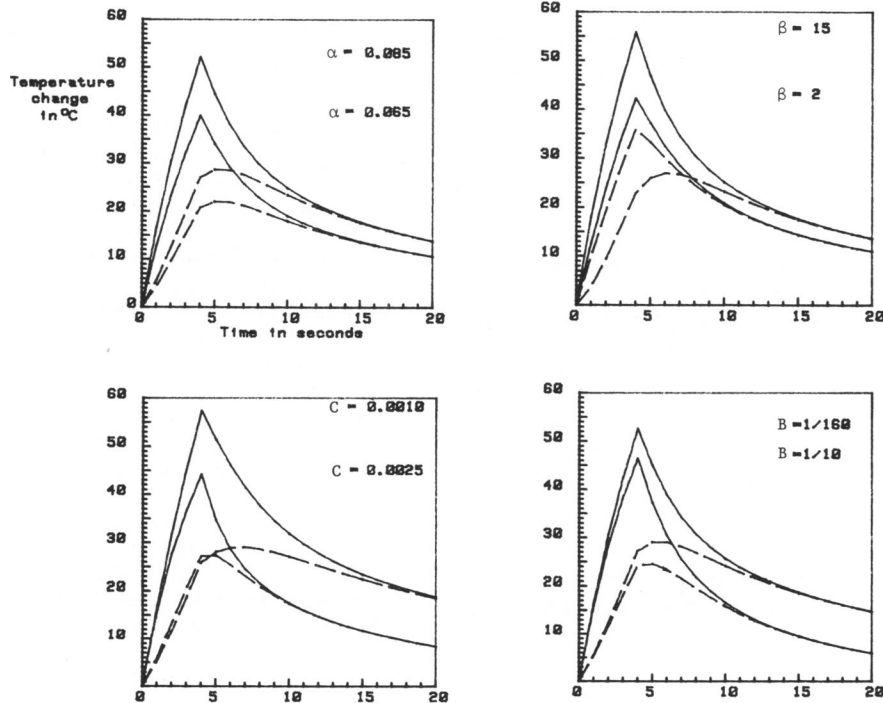 60
50
40
30
20
10
0
Temperature
change
in °C
α = 0.085
α = 0.065
0 5 10 15 20
Time in seconds
60
50
40
30
20
10
0
β = 15
β = 2
0 5 10 15 20
60
50
40
30
20
10
C = 0.0010
C = 0.0025
0 5 10 15 20
60
50
40
30
20
10
B = 1/160
B = 1/10
0 5 10 15 20